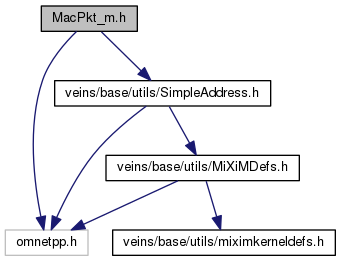 MacPkt_m.h
veins/base/utils/SimpleAddress.h
veins/base/utils/MiXiMDefs.h
omnetpp.h
veins/base/utils/miximkerneldefs.h